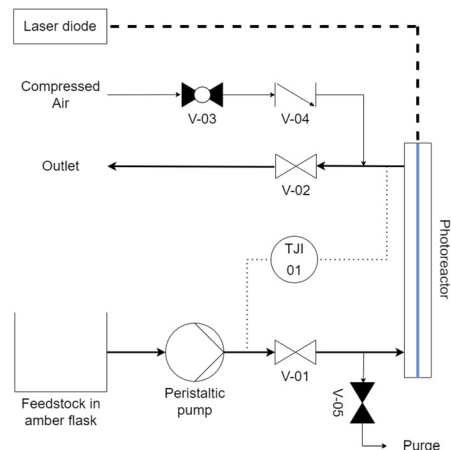 Laser diode
Compressed
Air
V-03
V-04
Outlet
V-02
TJI
01
Photoreactor
Feedstock in
amber flask
Peristaltic
pump
V-01
V-05
Purge